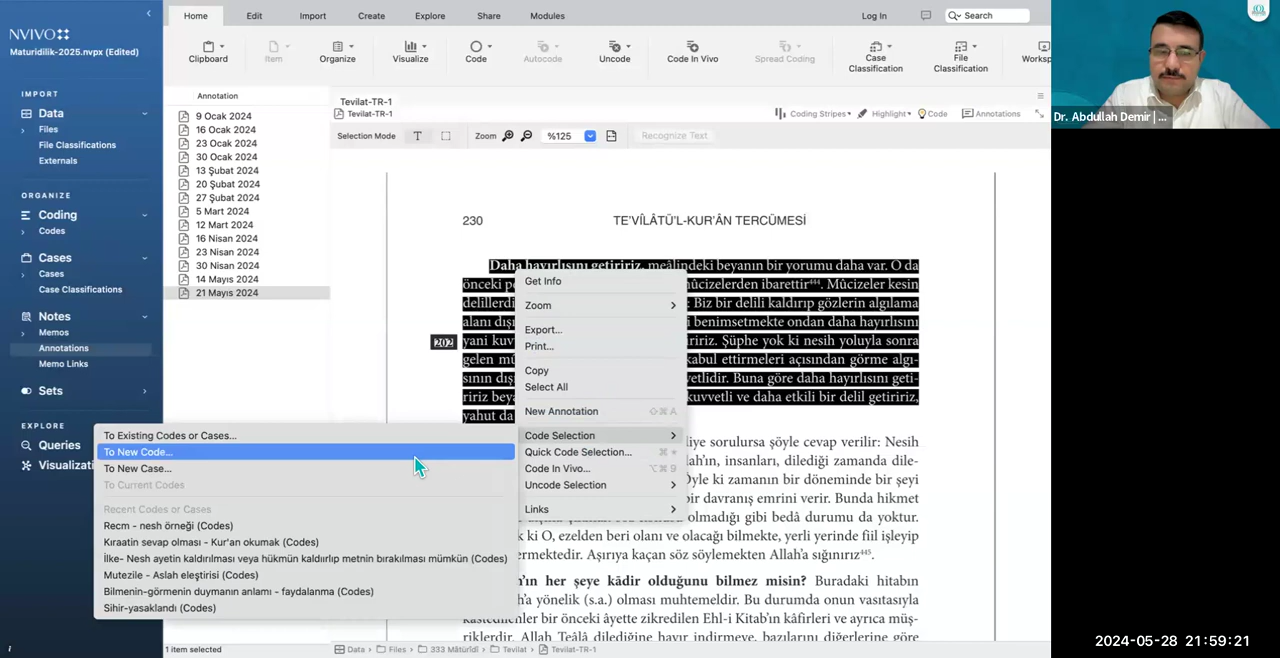 NVIVO
Maturidilik-2025.nvpx (Edited)
IMPORT
Data
Files
File Classifications
Externals
ORGANIZE
Coding
Codes
Cases
Cases
Case Classifications
Notes
Memos
Annotations
Memo Links
Sets
EXPLORE
Queries
Visualizati
Home Edit Import Create Explore Share Modules Log In Search
Clipboard Item Organize Visualize Code Autocode Uncode Code In Vivo Spread Coding Case Classification File Classification Worksp
Annotation
9 Ocak 2024
16 Ocak 2024
23 Ocak 2024
30 Ocak 2024
13 Şubat 2024
20 Şubat 2024
27 Şubat 2024
5 Mart 2024
12 Mart 2024
16 Nisan 2024
23 Nisan 2024
30 Nisan 2024
14 Mayıs 2024
21 Mayıs 2024
Tevilat-TR-1
Tevilat-TR-1
Coding Stripes Highlight Code Annotations
Selection Mode T Zoom %125 Recognize Text
230 TE'VÎLÂTÜ'L-KUR'ÂN TERCÜMESİ
Daha hayırlısını getiririz, meâlindeki beyanın bir yorumu daha var. O da
önceki mûcizelerden ibarettir⁴⁴⁴. Mûcizeler kesin
delillerdi : Biz bir delili kaldırıp gözlerin algılama
alanı dışı benimsetmekte ondan daha hayırlısını
202
yani kuvv iririz. Şüphe yok ki nesih yoluyla sonra
gelen mû kabul ettirmeleri açısından görme algı-
sının dış vetlidir. Buna göre daha hayırlısını geti-
ririz beya kuvvetli ve daha etkili bir delil getiririz,
yahut da
diye sorulursa şöyle cevap verilir: Nesih
lah'ın, insanları, dilediği zamanda dile-
Öyle ki zamanın bir döneminde bir şeyi
bir davranış emrini verir. Bunda hikmet
olmadığı gibi bedâ durumu da yoktur.
k ki O, ezelden beri olanı ve olacağı bilmekte, yerli yerinde fiil işleyip
ermektedir. Aşırıya kaçan söz söylemekten Allah'a sığınırız⁴⁴⁵.
n'ın her şeye kâdir olduğunu bilmez misin? Buradaki hitabın
h'a yönelik (s.a.) olması muhtemeldir. Bu durumda onun vasıtasıyla
kastedilenler bir önceki âyette zikredilen Ehl-i Kitab'ın kâfirleri ve ayrıca müş-
riklerdir. Allah Teâlâ dilediğine hayır indirmeye, bazılarını diğerlerine göre
Get Info
Zoom
Export...
Print...
Copy
Select All
New Annotation ⇧⌘A
Code Selection
Quick Code Selection...
Code In Vivo... ⌥⌘9
Uncode Selection
Links
To Existing Codes or Cases...
To New Code...
To New Case...
To Current Codes
Recent Codes or Cases
Recm - nesh örneği (Codes)
Kıraatin sevap olması - Kur'an okumak (Codes)
İlke- Nesh ayetin kaldırılması veya hükmün kaldırlıp metnin bırakılması mümkün (Codes)
Mutezile - Aslah eleştirisi (Codes)
Bilmenin-görmenin duymanın anlamı - faydalanma (Codes)
Sihir-yasaklandı (Codes)
1 item selected
Data Files 333 Mâtürîdî Tevilat Tevilat-TR-1
Dr. Abdullah Demir | ...
2024-05-28 21:59:21